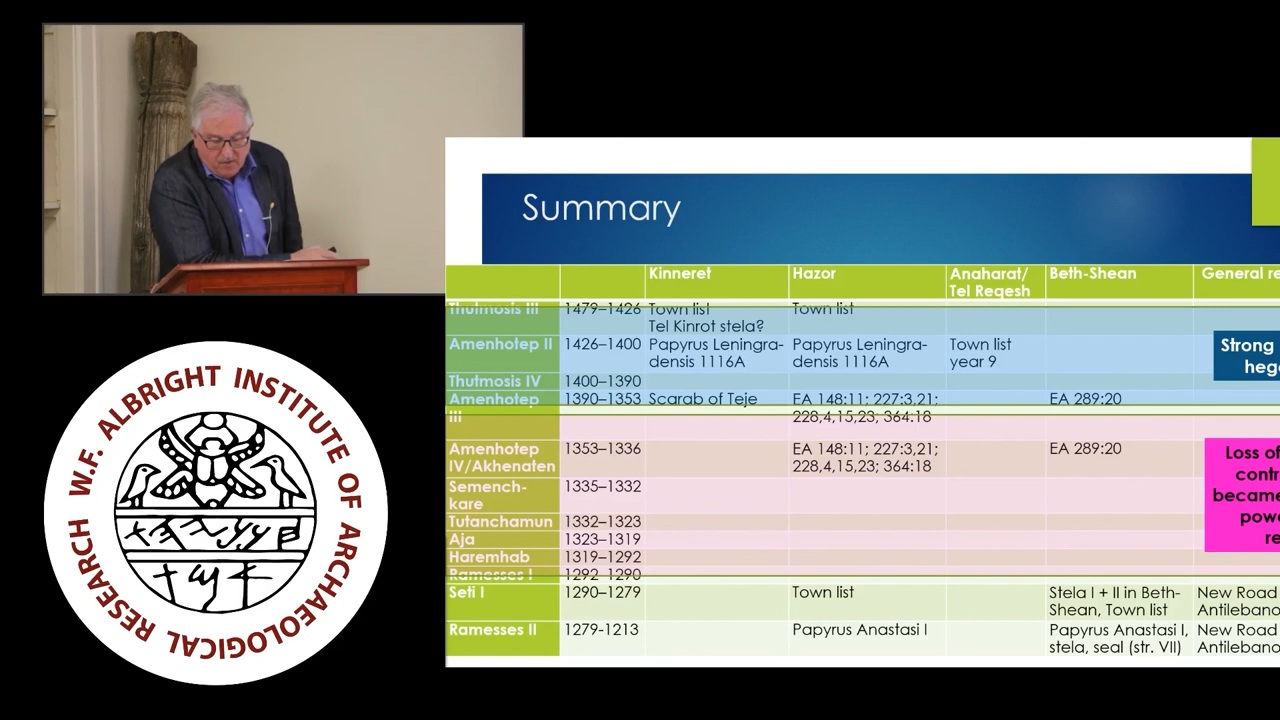 Summary
Kinneret Hazor Anaharat/ Beth-Shean General re
Tel Reqesh
Thutmosis III 1479–1426 Town list Town list
Tel Kinrot stela?
Amenhotep II 1426–1400 Papyrus Leningra- Papyrus Leningra- Town list
densis 1116A densis 1116A year 9
Strong
hege
Thutmosis IV 1400–1390
Amenhotep 1390–1353 Scarab of Teje EA 148:11; 227:3,21; EA 289:20
III 228,4,15,23; 364:18
Amenhotep 1353–1336 EA 148:11; 227:3,21; EA 289:20
IV/Akhenaten 228,4,15,23; 364:18
Loss of
contr
became
powe
re
Semench- 1335–1332
kare
Tutanchamun 1332–1323
Aja 1323–1319
Haremhab 1319–1292
Ramesses I 1292–1290
Seti I 1290–1279 Town list Stela I + II in Beth- New Road
Shean, Town list Antilebano
Ramesses II 1279-1213 Papyrus Anastasi I Papyrus Anastasi I, New Road
stela, seal (str. VII) Antilebano
W.F. ALBRIGHT INSTITUTE OF ARCHAEOLOGICAL RESEARCH